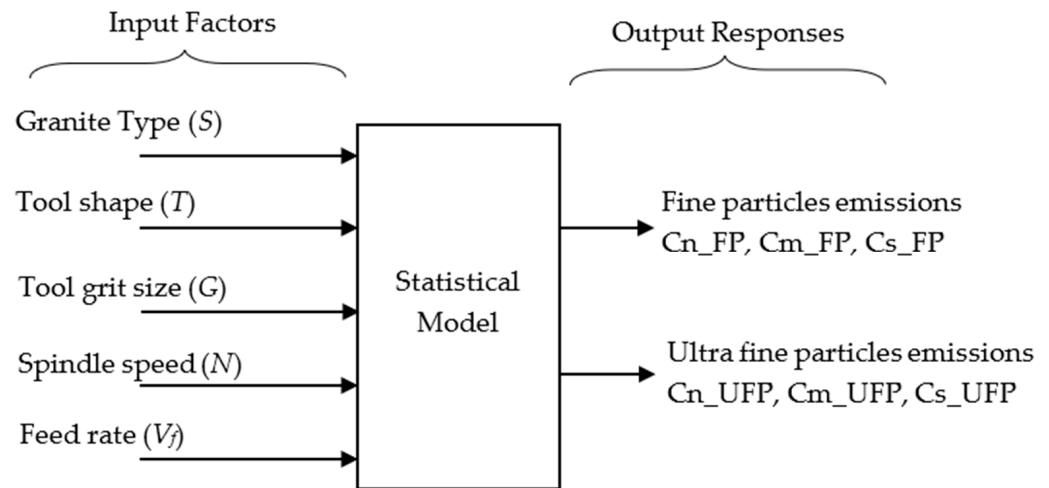 Input Factors
Output Responses
Granite Type (S)
Tool shape (T)
Tool grit size (G)
Spindle speed (N)
Feed rate (Vf)
Statistical
Model
Fine particles emissions
Cn_FP, Cm_FP, Cs_FP
Ultra fine particles emissions
Cn_UFP, Cm_UFP, Cs_UFP